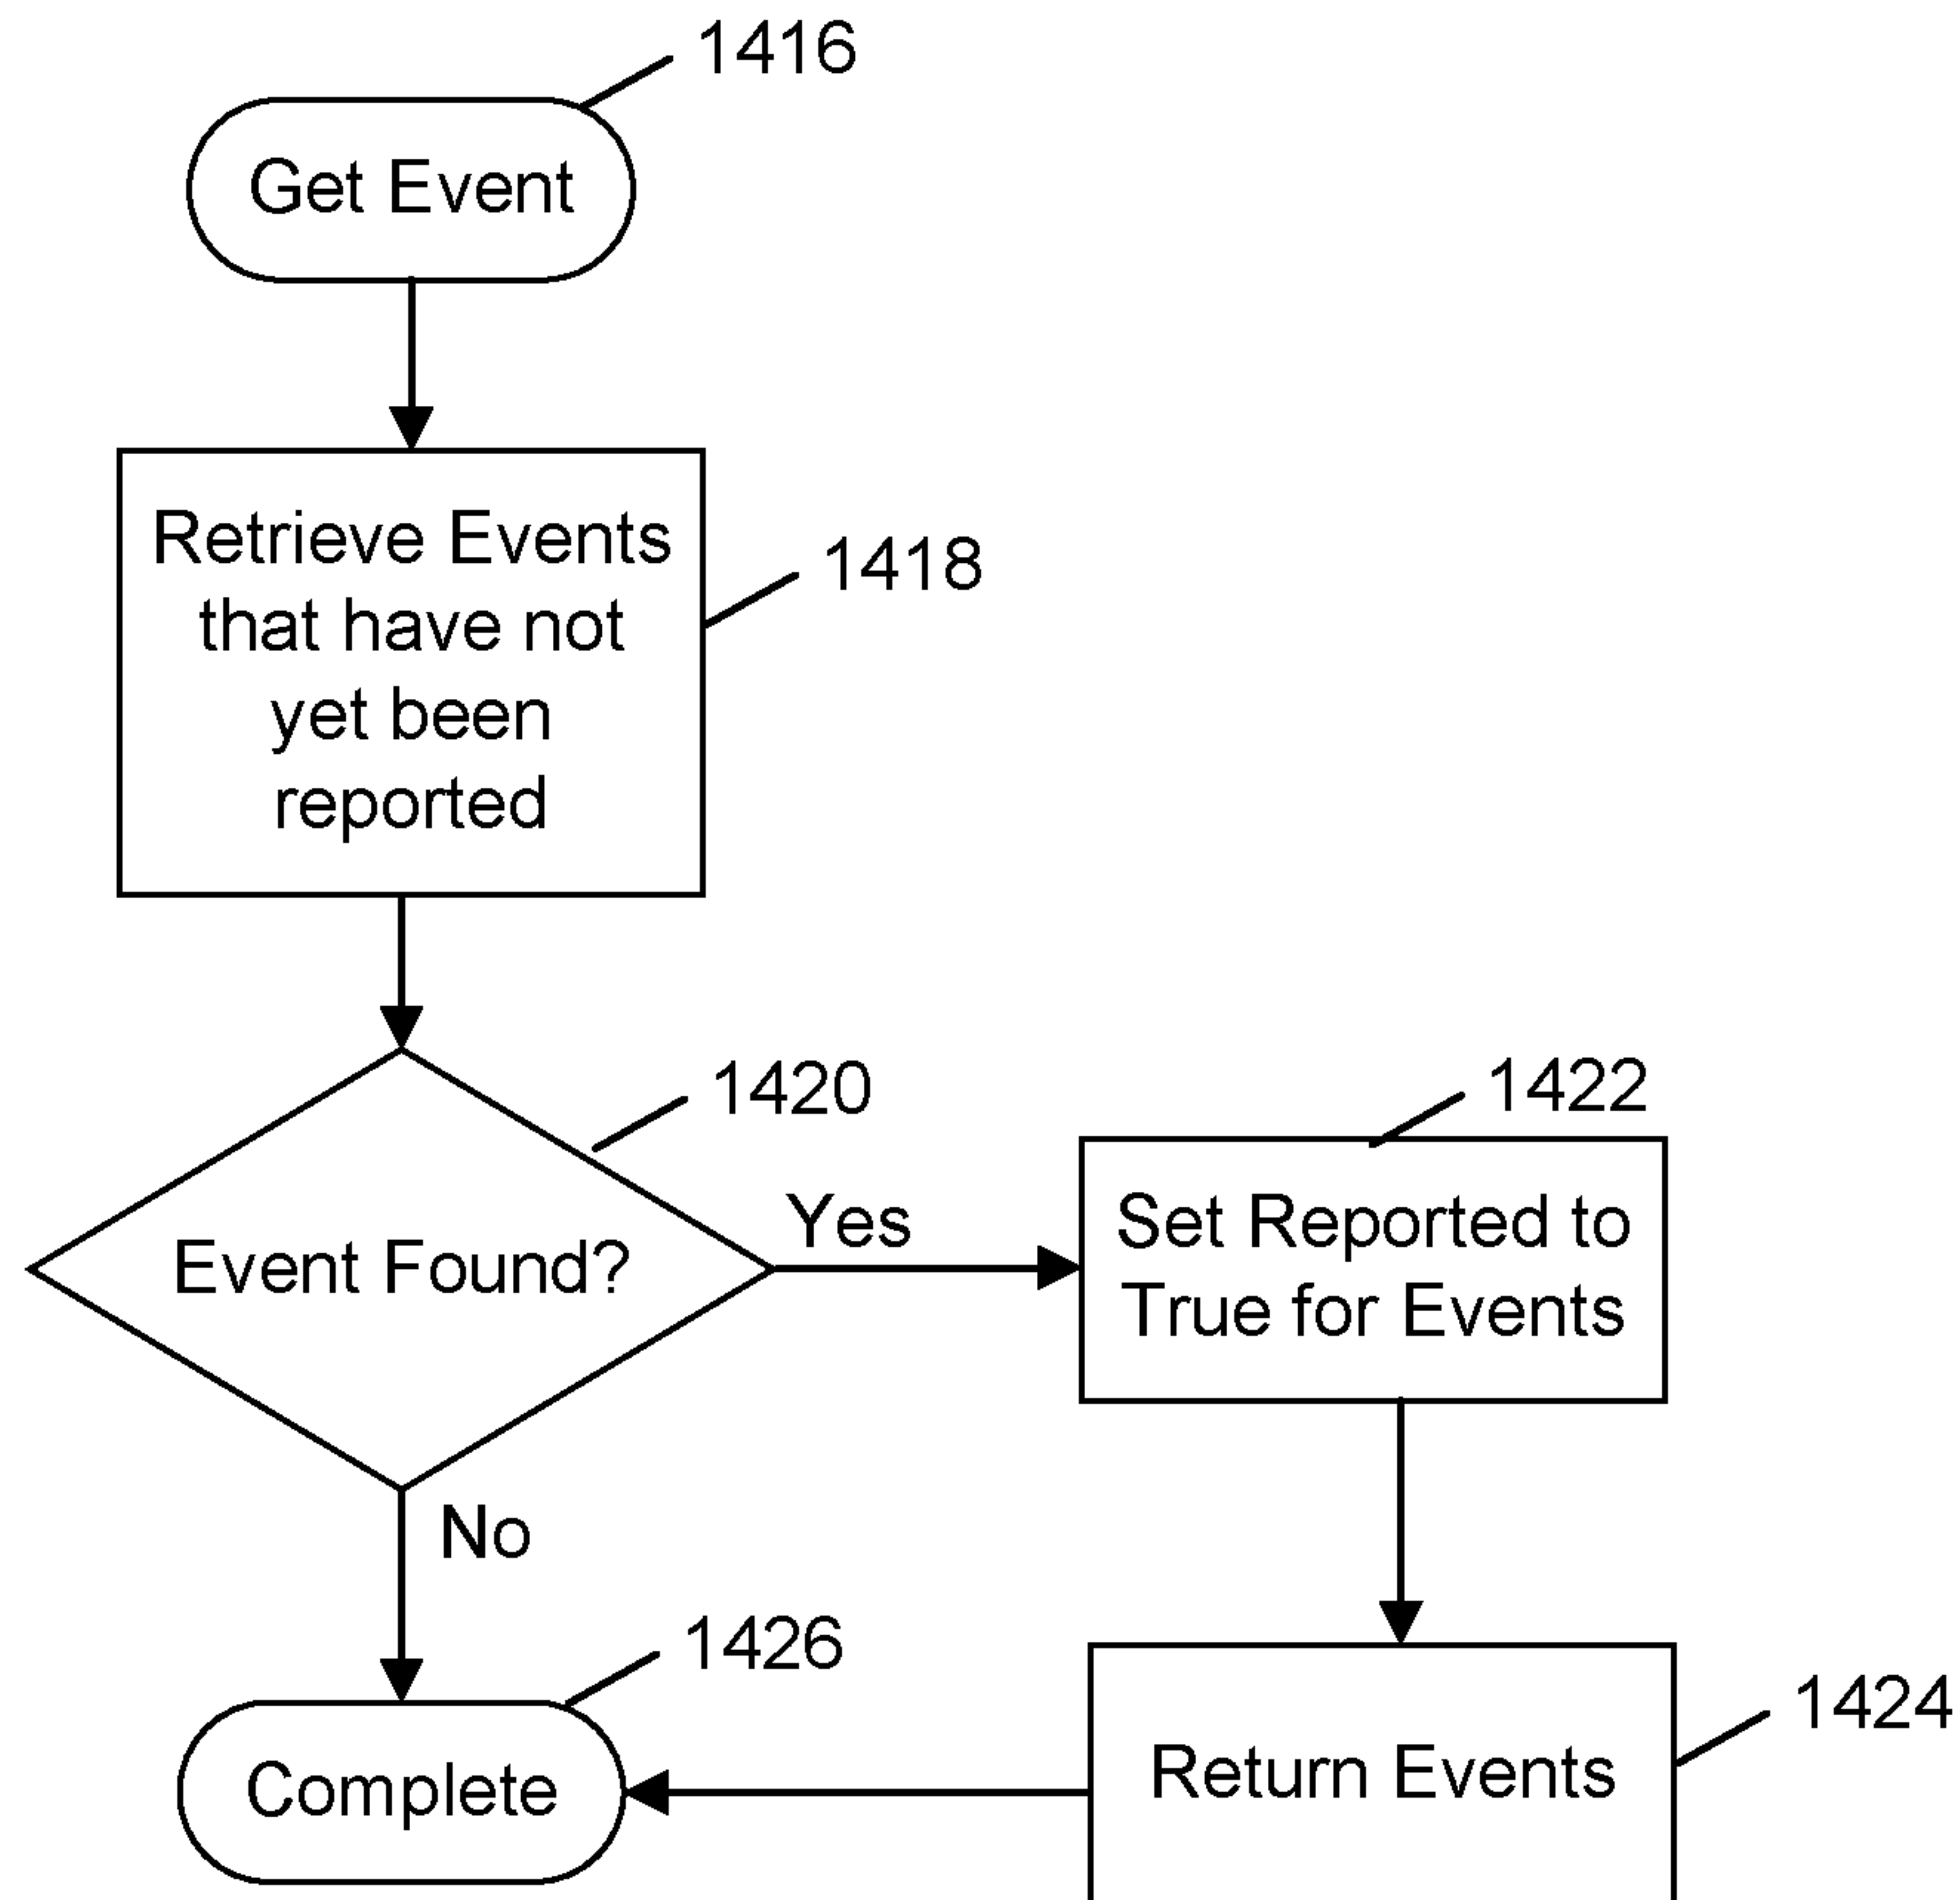 1416
Get Event
Retrieve Events
that have not
yet been
reported
1418
1420
Event Found?
Yes
1422
Set Reported to
True for Events
No
1426
Complete
1424
Return Events